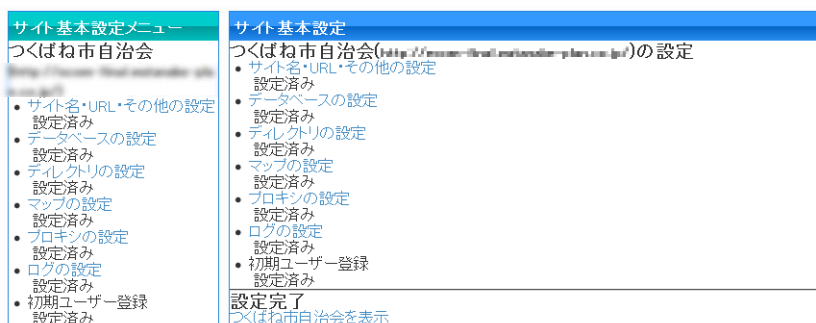 サイト基本設定メニュー
つくばね市自治会
• サイト名・URL・その他の設定
設定済み
• データベースの設定
設定済み
• ディレクトリの設定
設定済み
• マップの設定
設定済み
• プロキシの設定
設定済み
• ログの設定
設定済み
• 初期ユーザー登録
設定済み
サイト基本設定
つくばね市自治会( )の設定
• サイト名・URL・その他の設定
設定済み
• データベースの設定
設定済み
• ディレクトリの設定
設定済み
• マップの設定
設定済み
• プロキシの設定
設定済み
• ログの設定
設定済み
• 初期ユーザー登録
設定済み
設定完了
つくばね市自治会を表示